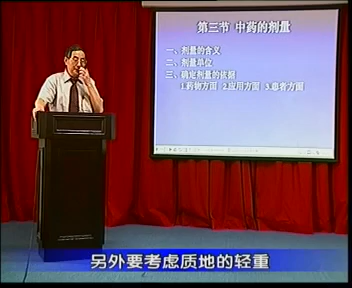 第三节 中药的剂量
一、剂量的含义
二、剂量单位
三、确定剂量的依据
1.药物方面 2.应用方面 3.患者方面
另外要考虑质地的轻重